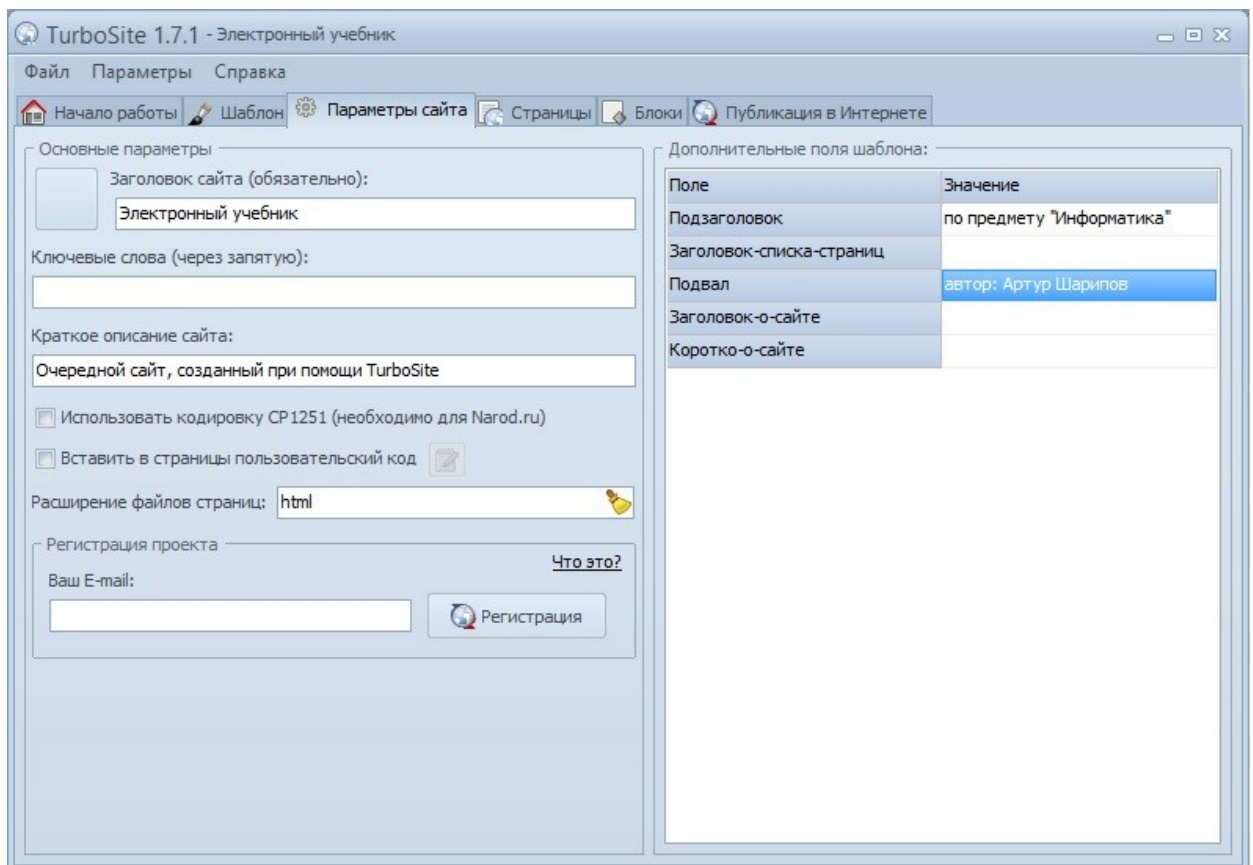 TurboSite 1.7.1 - Электронный учебник
Файл Параметры Справка
Начало работы Шаблон Параметры сайта Страницы Блоки Публикация в Интернете
Основные параметры
Заголовок сайта (обязательно):
Электронный учебник
Ключевые слова (через запятую):
Краткое описание сайта:
Очередной сайт, созданный при помощи TurboSite
Использовать кодировку CP1251 (необходимо для Narod.ru)
Вставить в страницы пользовательский код
Расширение файлов страниц: html
Регистрация проекта
Что это?
Ваш E-mail:
Регистрация
Дополнительные поля шаблона:
Поле Значение
Подзаголовок по предмету "Информатика"
Заголовок-списка-страниц
Подвал автор: Артур Шарипов
Заголовок-о-сайте
Коротко-о-сайте